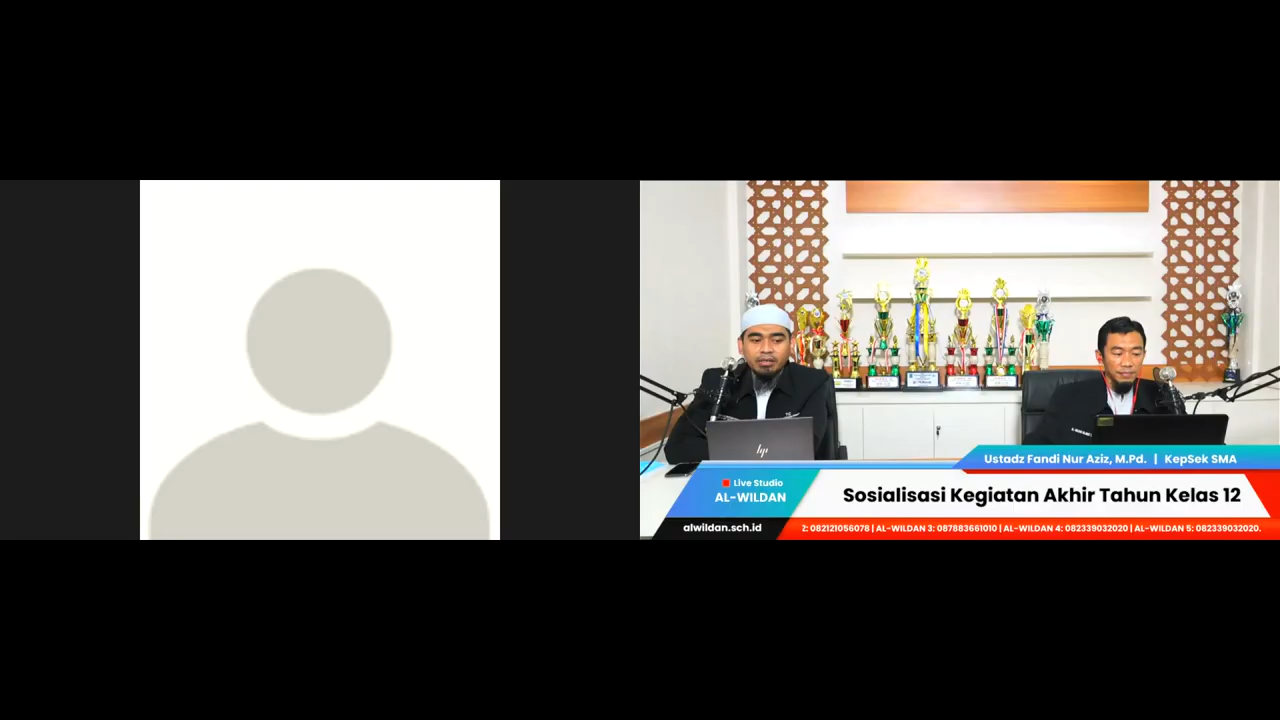 Ustadz Fandi Nur Aziz, M.Pd. | KepSek SMA
Live Studio
AL-WILDAN
Sosialisasi Kegiatan Akhir Tahun Kelas 12
alwildan.sch.id
2: 082121056078 | AL-WILDAN 3: 087883661010 | AL-WILDAN 4: 082339032020 | AL-WILDAN 5: 082339032020.
hp